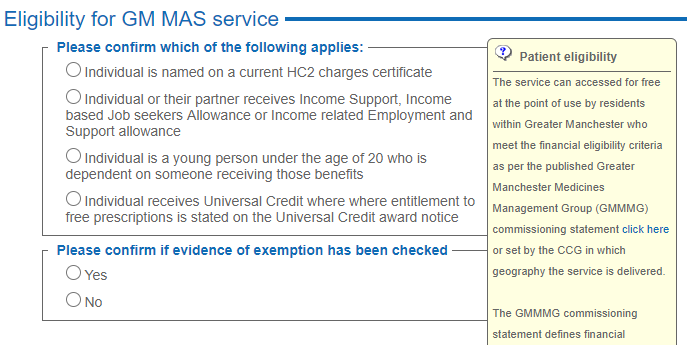 Eligibility for GM MAS service
Please confirm which of the following applies:
Individual is named on a current HC2 charges certificate
Individual or their partner receives Income Support, Income
based Job seekers Allowance or Income related Employment and
Support allowance
Individual is a young person under the age of 20 who is
dependent on someone receiving those benefits
Individual receives Universal Credit where where entitlement to
free prescriptions is stated on the Universal Credit award notice
Please confirm if evidence of exemption has been checked
Yes
No
Patient eligibility
The service can accessed for free
at the point of use by residents
within Greater Manchester who
meet the financial eligibility criteria
as per the published Greater
Manchester Medicines
Management Group (GMMMG)
commissioning statement click here
or set by the CCG in which
geography the service is delivered.
The GMMMG commissioning
statement defines financial